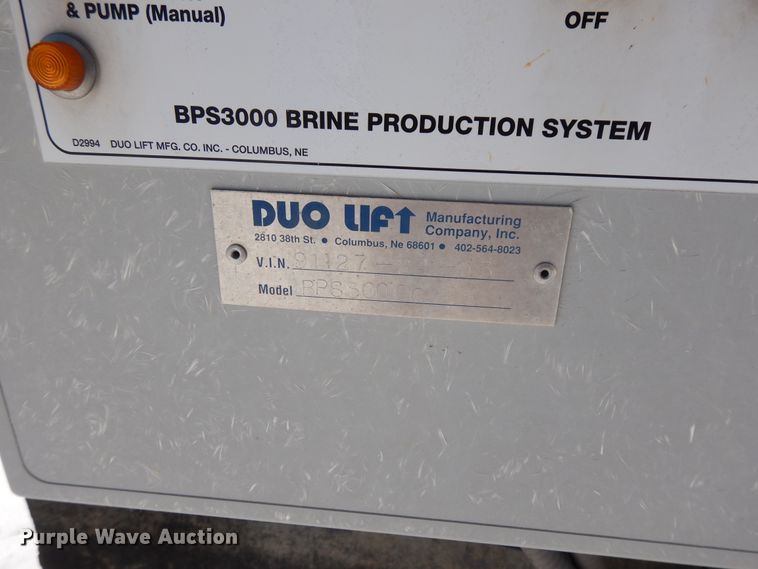 & PUMP (Manual)
OFF
BPS3000 BRINE PRODUCTION SYSTEM
D2994 DUO LIFT MFG. CO. INC. - COLUMBUS, NE
DUO LIFT Manufacturing Company, Inc.
2810 38th St. • Columbus, Ne 68601 • 402-564-8023
V.I.N. 91127
Model
Purple Wave Auction